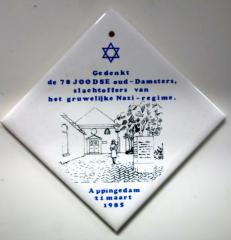 Gedenkt
de 78 JOODSE oud-Damsters,
slachtoffers van
het gruwelijke Nazi-regime.
Appingedam
21 maart
1985